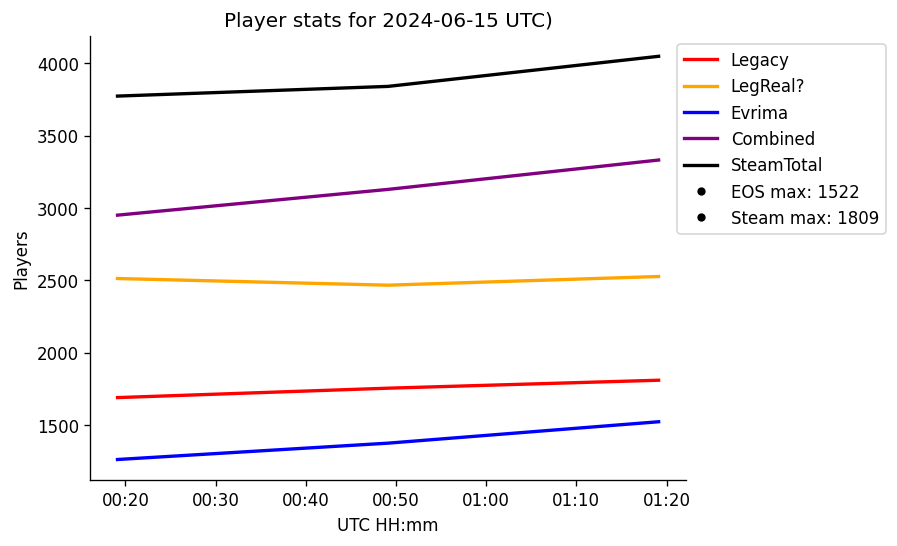 Player stats for 2024-06-15 UTC)
Legacy
LegReal?
Evrima
Combined
SteamTotal
EOS max: 1522
Steam max: 1809
Players
4000
3500
3000
2500
2000
1500
00:20 00:30 00:40 00:50 01:00 01:10 01:20
UTC HH:mm